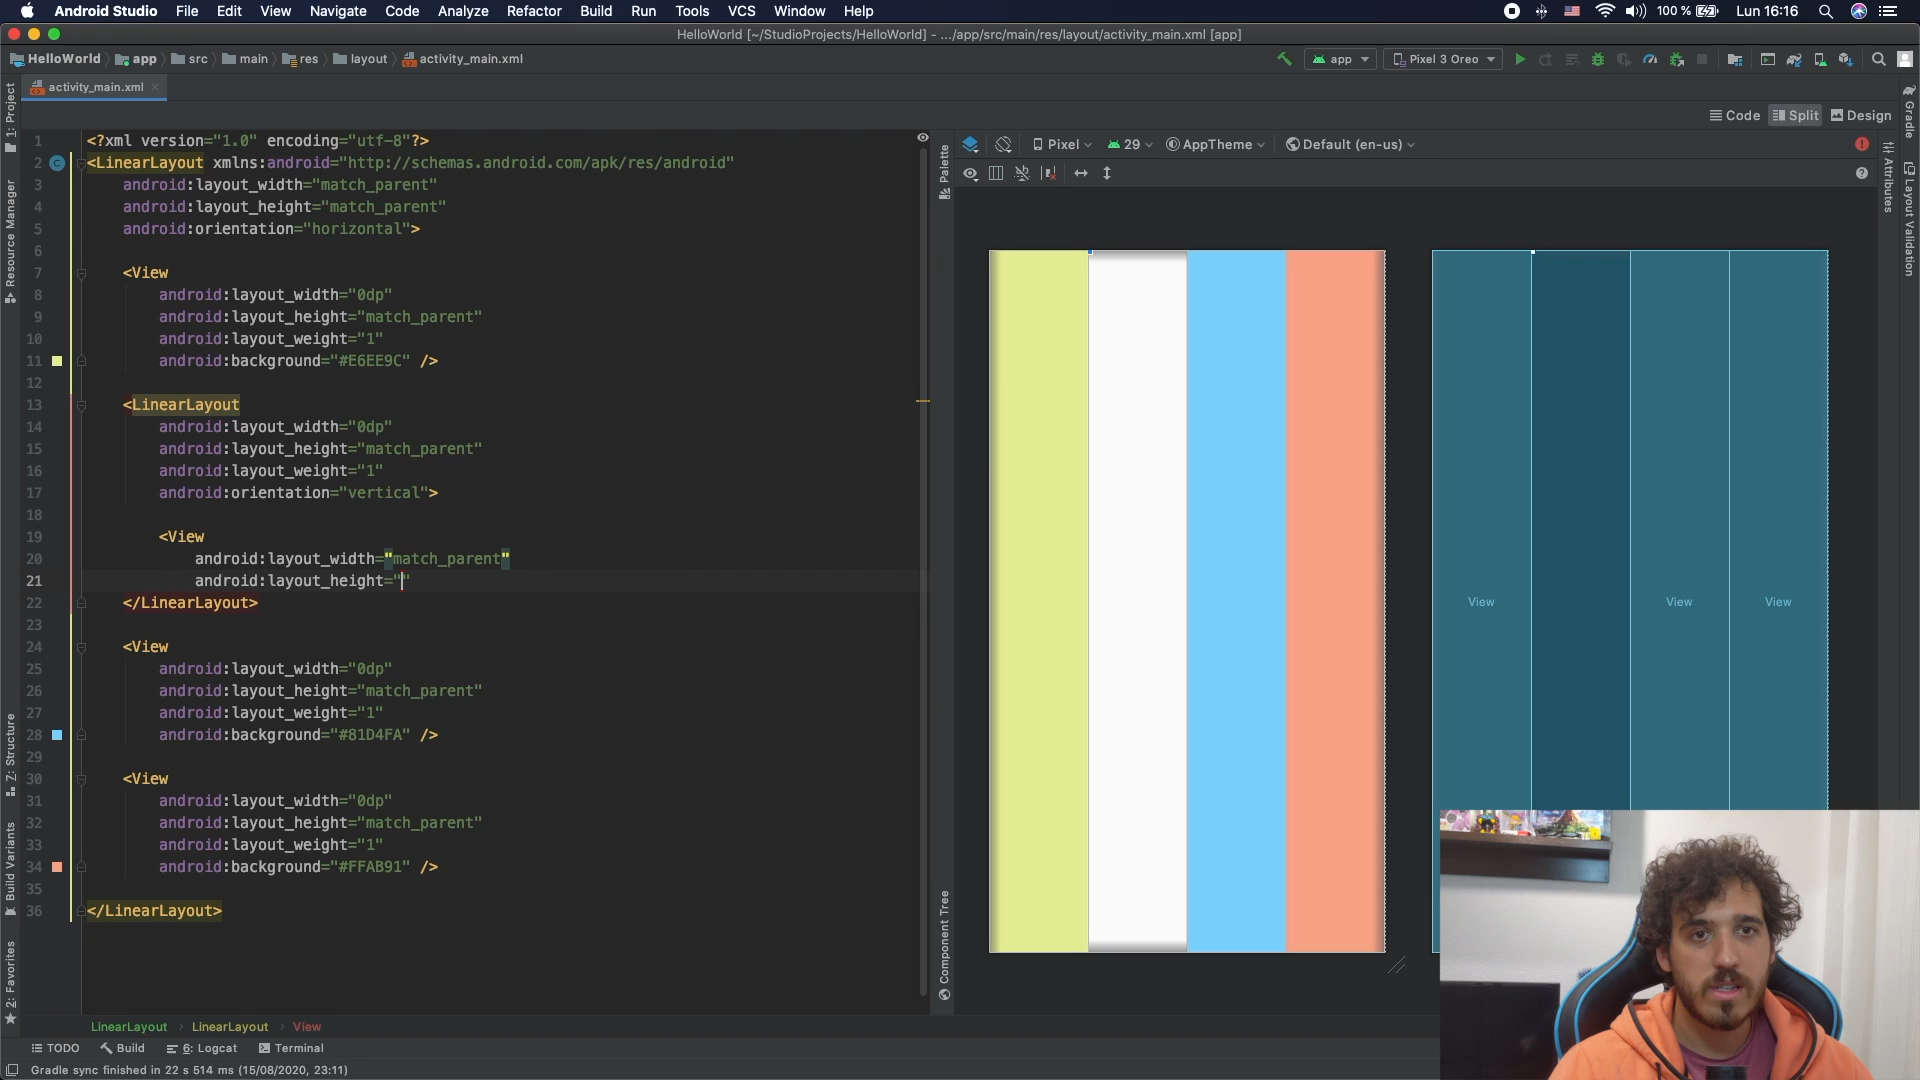 Android Studio File Edit View Navigate Code Analyze Refactor Build Run Tools VCS Window Help 100 % Lun 16:16
HelloWorld [~/StudioProjects/HelloWorld] - .../app/src/main/res/layout/activity_main.xml [app]
HelloWorld app src main res layout activity_main.xml app Pixel 3 Oreo
activity_main.xml
Code Split Design
Pixel 29 AppTheme Default (en-us)
1: Project
Resource Manager
Z: Structure
Build Variants
2: Favorites
1 <?xml version="1.0" encoding="utf-8"?>
2 <LinearLayout xmlns:android="http://schemas.android.com/apk/res/android"
3 android:layout_width="match_parent"
4 android:layout_height="match_parent"
5 android:orientation="horizontal">
6
7 <View
8 android:layout_width="0dp"
9 android:layout_height="match_parent"
10 android:layout_weight="1"
11 android:background="#E6EE9C" />
12
13 <LinearLayout
14 android:layout_width="0dp"
15 android:layout_height="match_parent"
16 android:layout_weight="1"
17 android:orientation="vertical">
18
19 <View
20 android:layout_width="match_parent"
21 android:layout_height=""
22 </LinearLayout>
23
24 <View
25 android:layout_width="0dp"
26 android:layout_height="match_parent"
27 android:layout_weight="1"
28 android:background="#81D4FA" />
29
30 <View
31 android:layout_width="0dp"
32 android:layout_height="match_parent"
33 android:layout_weight="1"
34 android:background="#FFAB91" />
35
36 </LinearLayout>
Palette
Component Tree
View View View
Attributes
Gradle
Layout Validation
LinearLayout › LinearLayout › View
TODO Build 6: Logcat Terminal
Gradle sync finished in 22 s 514 ms (15/08/2020, 23:11)